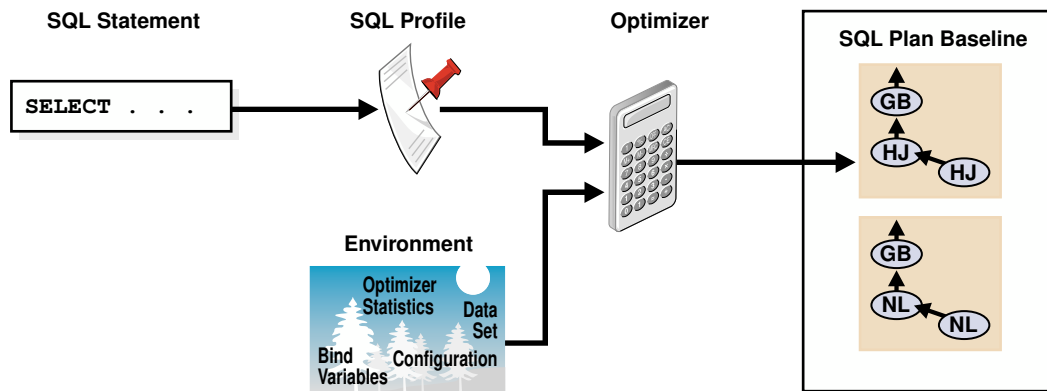 SQL Statement
SQL Profile
Optimizer
SQL Plan Baseline
SELECT . . .
GB
HJ
HJ
Environment
Optimizer
Statistics
Data
Set
Bind
Variables
Configuration
GB
NL
NL